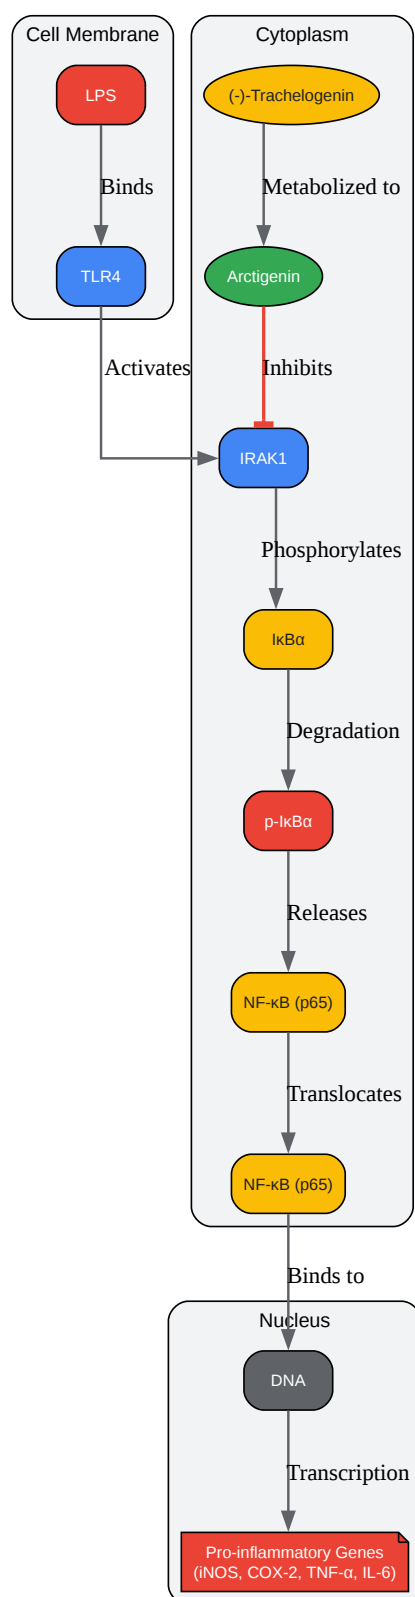 Cell Membrane
Cytoplasm
LPS
(-)-Trachelogenin
Binds
Metabolized to
TLR4
Arctigenin
Activates
Inhibits
IRAK1
Phosphorylates
IκBα
Degradation
p-IκBα
Releases
NF-κB (p65)
Translocates
NF-κB (p65)
Binds to
Nucleus
DNA
Transcription
Pro-inflammatory Genes
(iNOS, COX-2, TNF-α, IL-6)